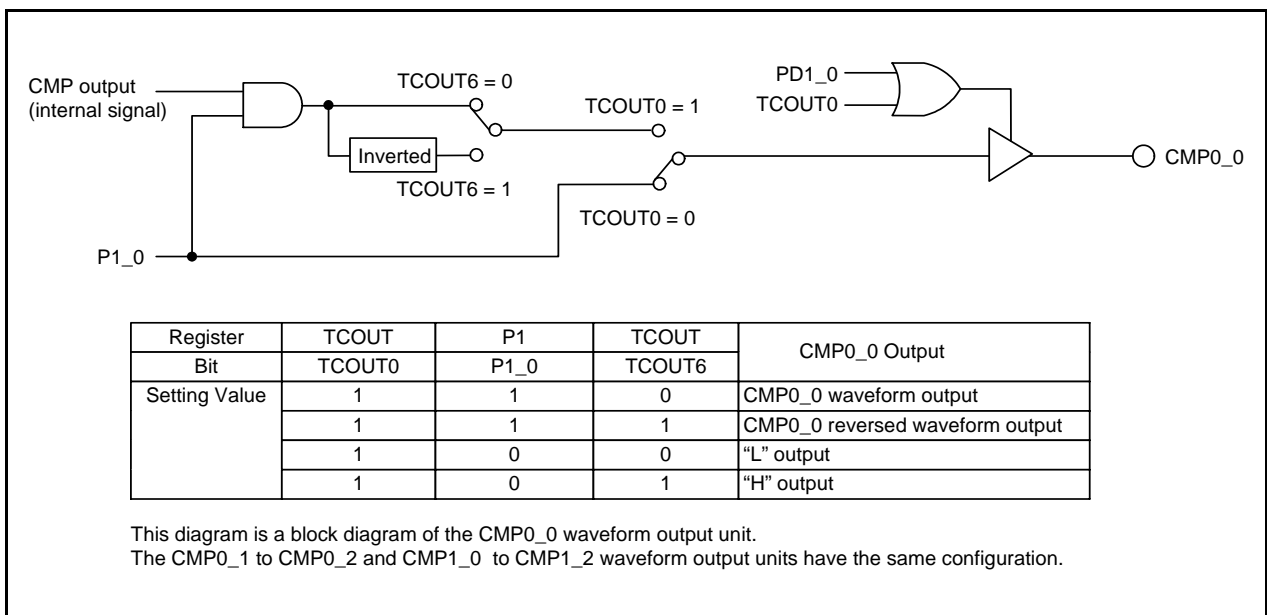 CMP output
(internal signal)
TCOUT6 = 0
TCOUT0 = 1
PD1_0
TCOUT0
Inverted
CMP0_0
TCOUT6 = 1
TCOUT0 = 0
P1_0
Register TCOUT P1 TCOUT CMP0_0 Output
Bit TCOUT0 P1_0 TCOUT6
Setting Value 1 1 0 CMP0_0 waveform output
1 1 1 CMP0_0 reversed waveform output
1 0 0 “L” output
1 0 1 “H” output
This diagram is a block diagram of the CMP0_0 waveform output unit.
The CMP0_1 to CMP0_2 and CMP1_0 to CMP1_2 waveform output units have the same configuration.